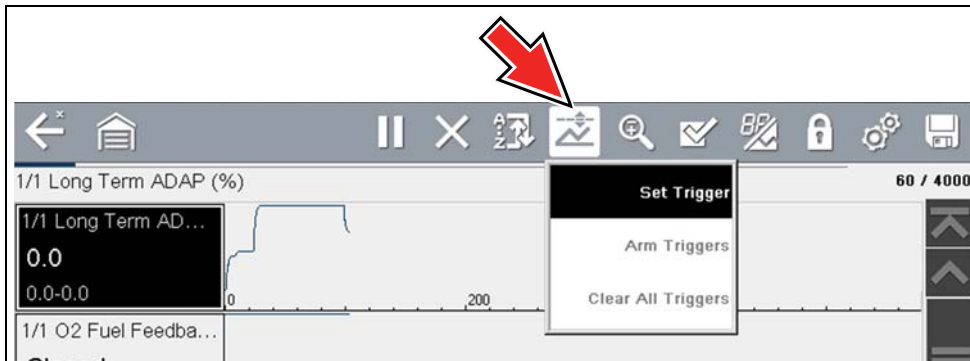 1/1 Long Term ADAP (%)
60 / 4000
Set Trigger
Arm Triggers
Clear All Triggers
1/1 Long Term AD...
0.0
0.0-0.0
0
200
1/1 O2 Fuel Feedba...